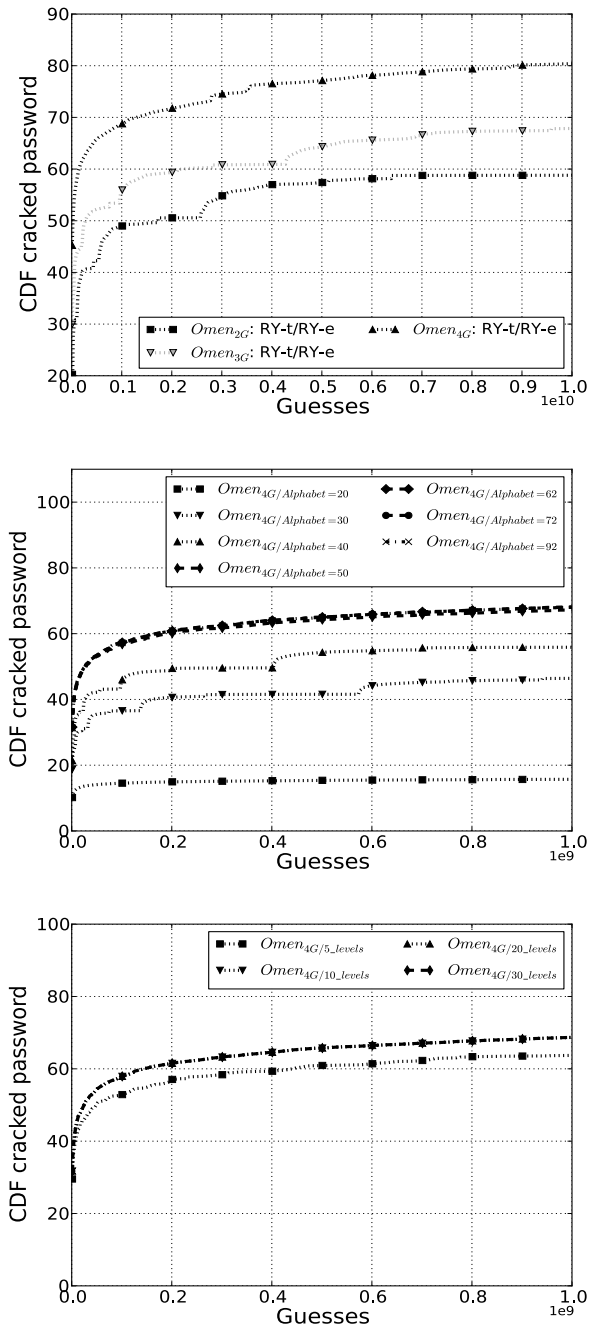 90
80
70
60
50
40
30
20
CDF cracked password
Omen2G: RY-t/RY-e
Omen4G: RY-t/RY-e
Omen3G: RY-t/RY-e
0.0 0.1 0.2 0.3 0.4 0.5 0.6 0.7 0.8 0.9 1.0
Guesses
1e10
100
80
60
40
20
0
CDF cracked password
Omen4G/Alphabet=20
Omen4G/Alphabet=62
Omen4G/Alphabet=30
Omen4G/Alphabet=72
Omen4G/Alphabet=40
Omen4G/Alphabet=92
Omen4G/Alphabet=50
0.0 0.2 0.4 0.6 0.8 1.0
Guesses
1e9
100
80
60
40
20
0
CDF cracked password
Omen4G/5_levels
Omen4G/20_levels
Omen4G/10_levels
Omen4G/30_levels
0.0 0.2 0.4 0.6 0.8 1.0
Guesses
1e9